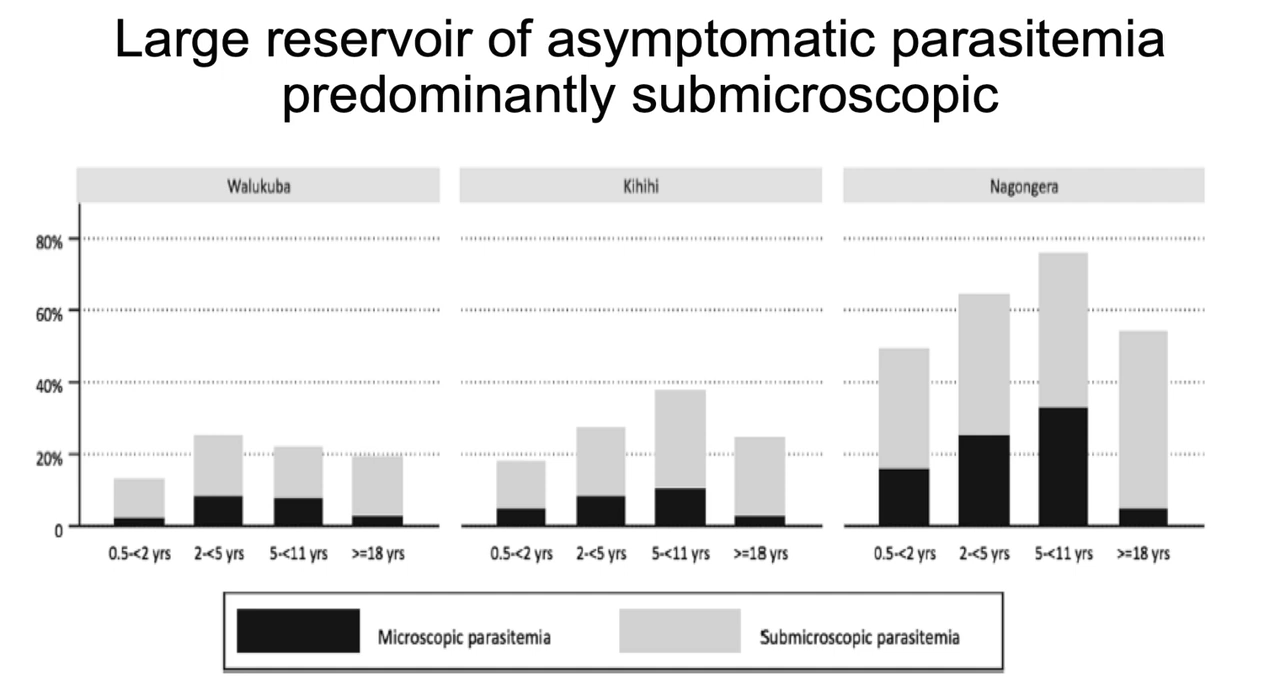 Large reservoir of asymptomatic parasitemia
predominantly submicroscopic
Walukuba
Kihihi
Nagongera
80%
60%
40%
20%
0
0.5-<2 yrs
2-<5 yrs
5-<11 yrs
>=18 yrs
0.5-<2 yrs
2-<5 yrs
5-<11 yrs
>=18 yrs
0.5-<2 yrs
2-<5 yrs
5-<11 yrs
>=18 yrs
Microscopic parasitemia
Submicroscopic parasitemia